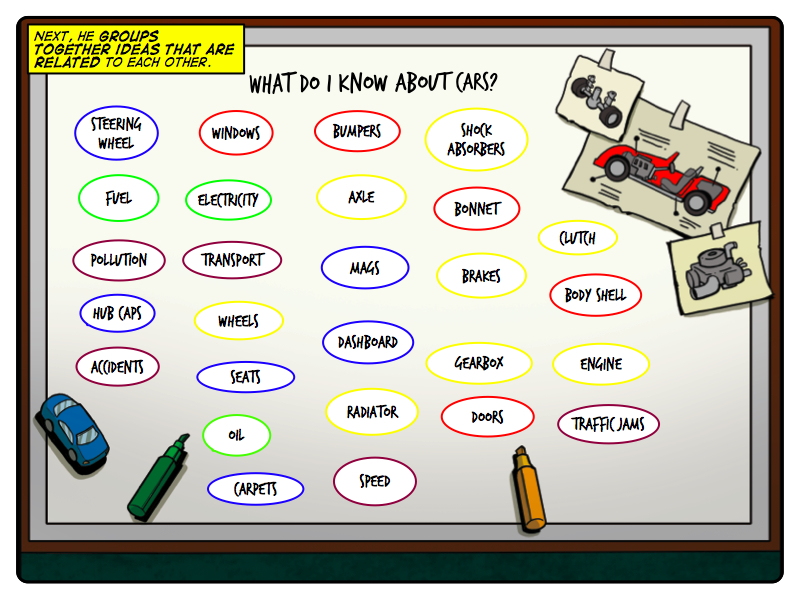 NEXT, HE GROUPS
TOGETHER IDEAS THAT ARE
RELATED TO EACH OTHER.
WHAT DO I KNOW ABOUT CARS?
STEERING
WHEEL
WINDOWS
BUMPERS
SHOCK
ABSORBERS
FUEL
ELECTRICITY
AXLE
BONNET
CLUTCH
POLLUTION
TRANSPORT
MAGS
BRAKES
BODY SHELL
HUB CAPS
WHEELS
DASHBOARD
GEARBOX
ENGINE
ACCIDENTS
SEATS
RADIATOR
DOORS
TRAFFIC JAMS
OIL
CARPETS
SPEED